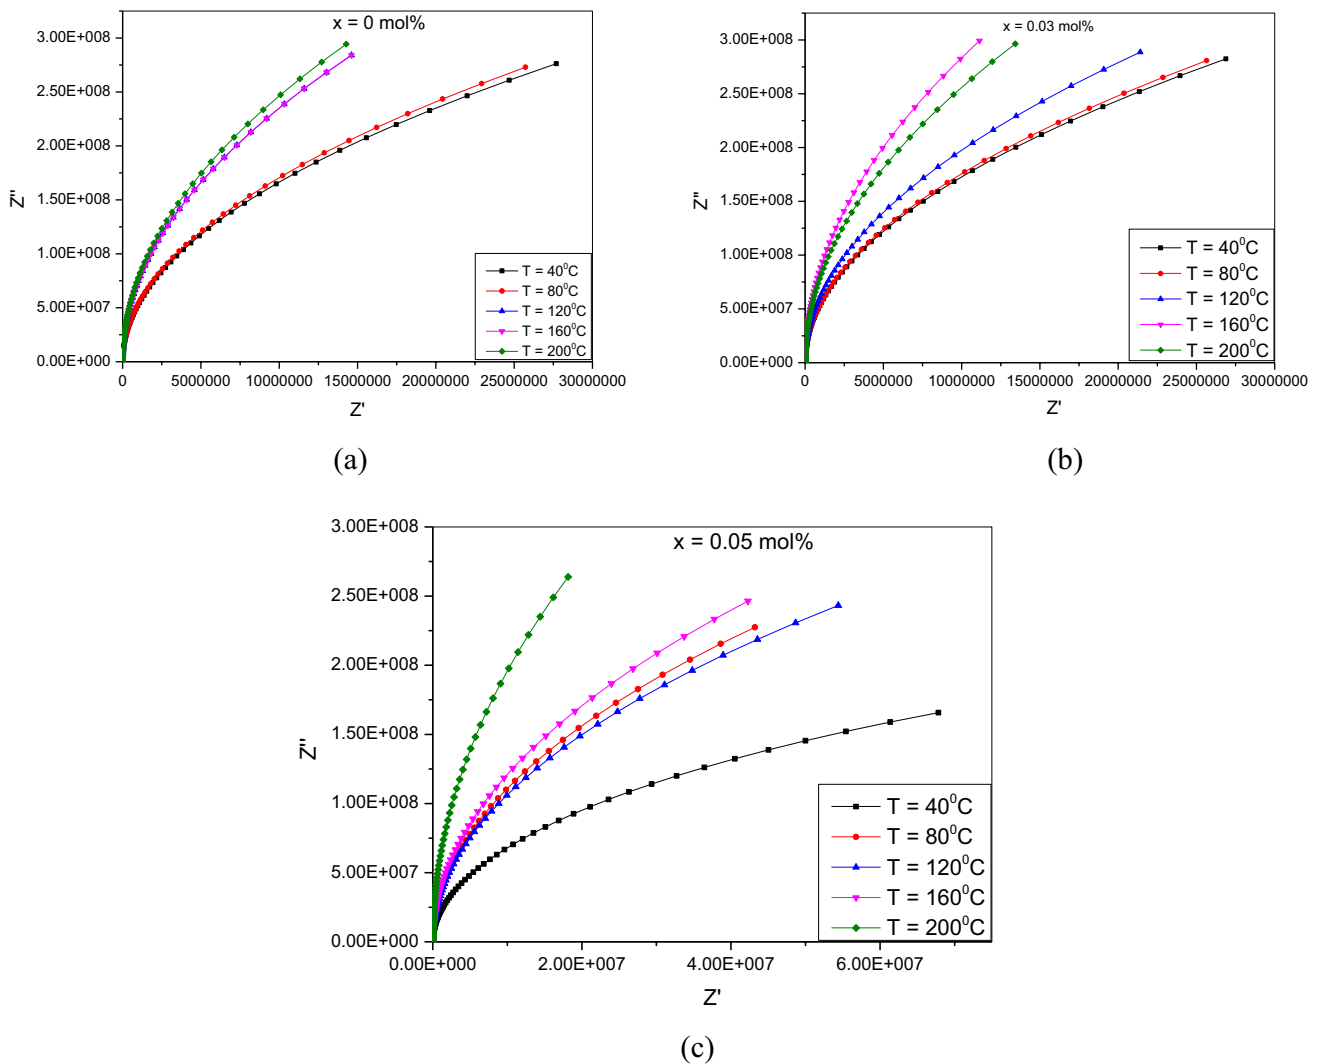 x = 0 mol%
3.00E+008
2.50E+008
2.00E+008
1.50E+008
1.00E+008
5.00E+007
0.00E+000
Z''
T = 40⁰C
T = 80⁰C
T = 120⁰C
T = 160⁰C
T = 200⁰C
0 5000000 10000000 15000000 20000000 25000000 30000000
Z'
(a)
x = 0.03 mol%
3.00E+008
2.50E+008
2.00E+008
1.50E+008
1.00E+008
5.00E+007
0.00E+000
Z''
T = 40⁰C
T = 80⁰C
T = 120⁰C
T = 160⁰C
T = 200⁰C
0 5000000 10000000 15000000 20000000 25000000 30000000
Z'
(b)
x = 0.05 mol%
3.00E+008
2.50E+008
2.00E+008
1.50E+008
1.00E+008
5.00E+007
0.00E+000
Z''
T = 40⁰C
T = 80⁰C
T = 120⁰C
T = 160⁰C
T = 200⁰C
0.00E+000 2.00E+007 4.00E+007 6.00E+007
Z'
(c)